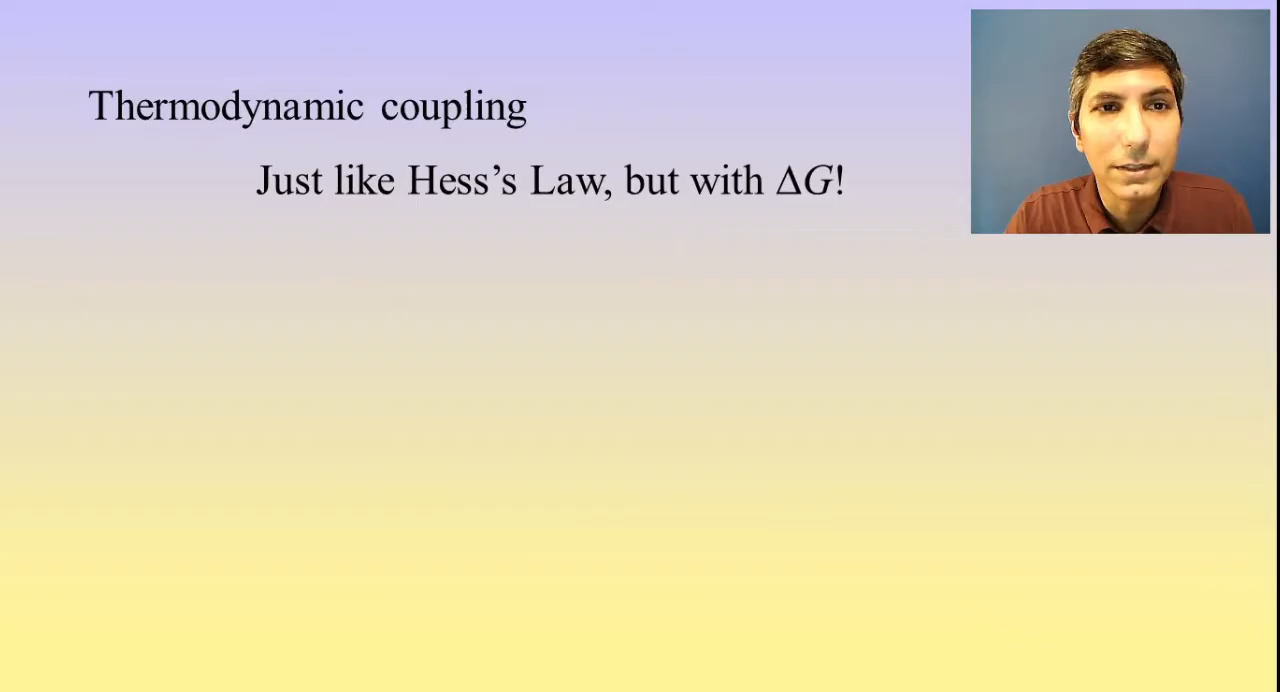 Thermodynamic coupling
Just like Hess’s Law, but with ΔG!